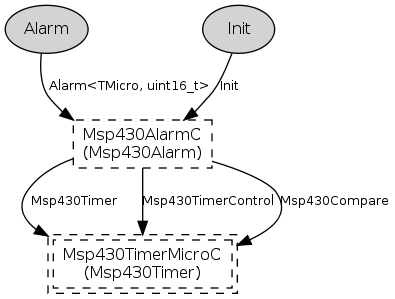 Alarm
Init
Alarm<TMicro, uint16_t>
Init
Msp430AlarmC
(Msp430Alarm)
Msp430Timer
Msp430TimerControl
Msp430Compare
Msp430TimerMicroC
(Msp430Timer)